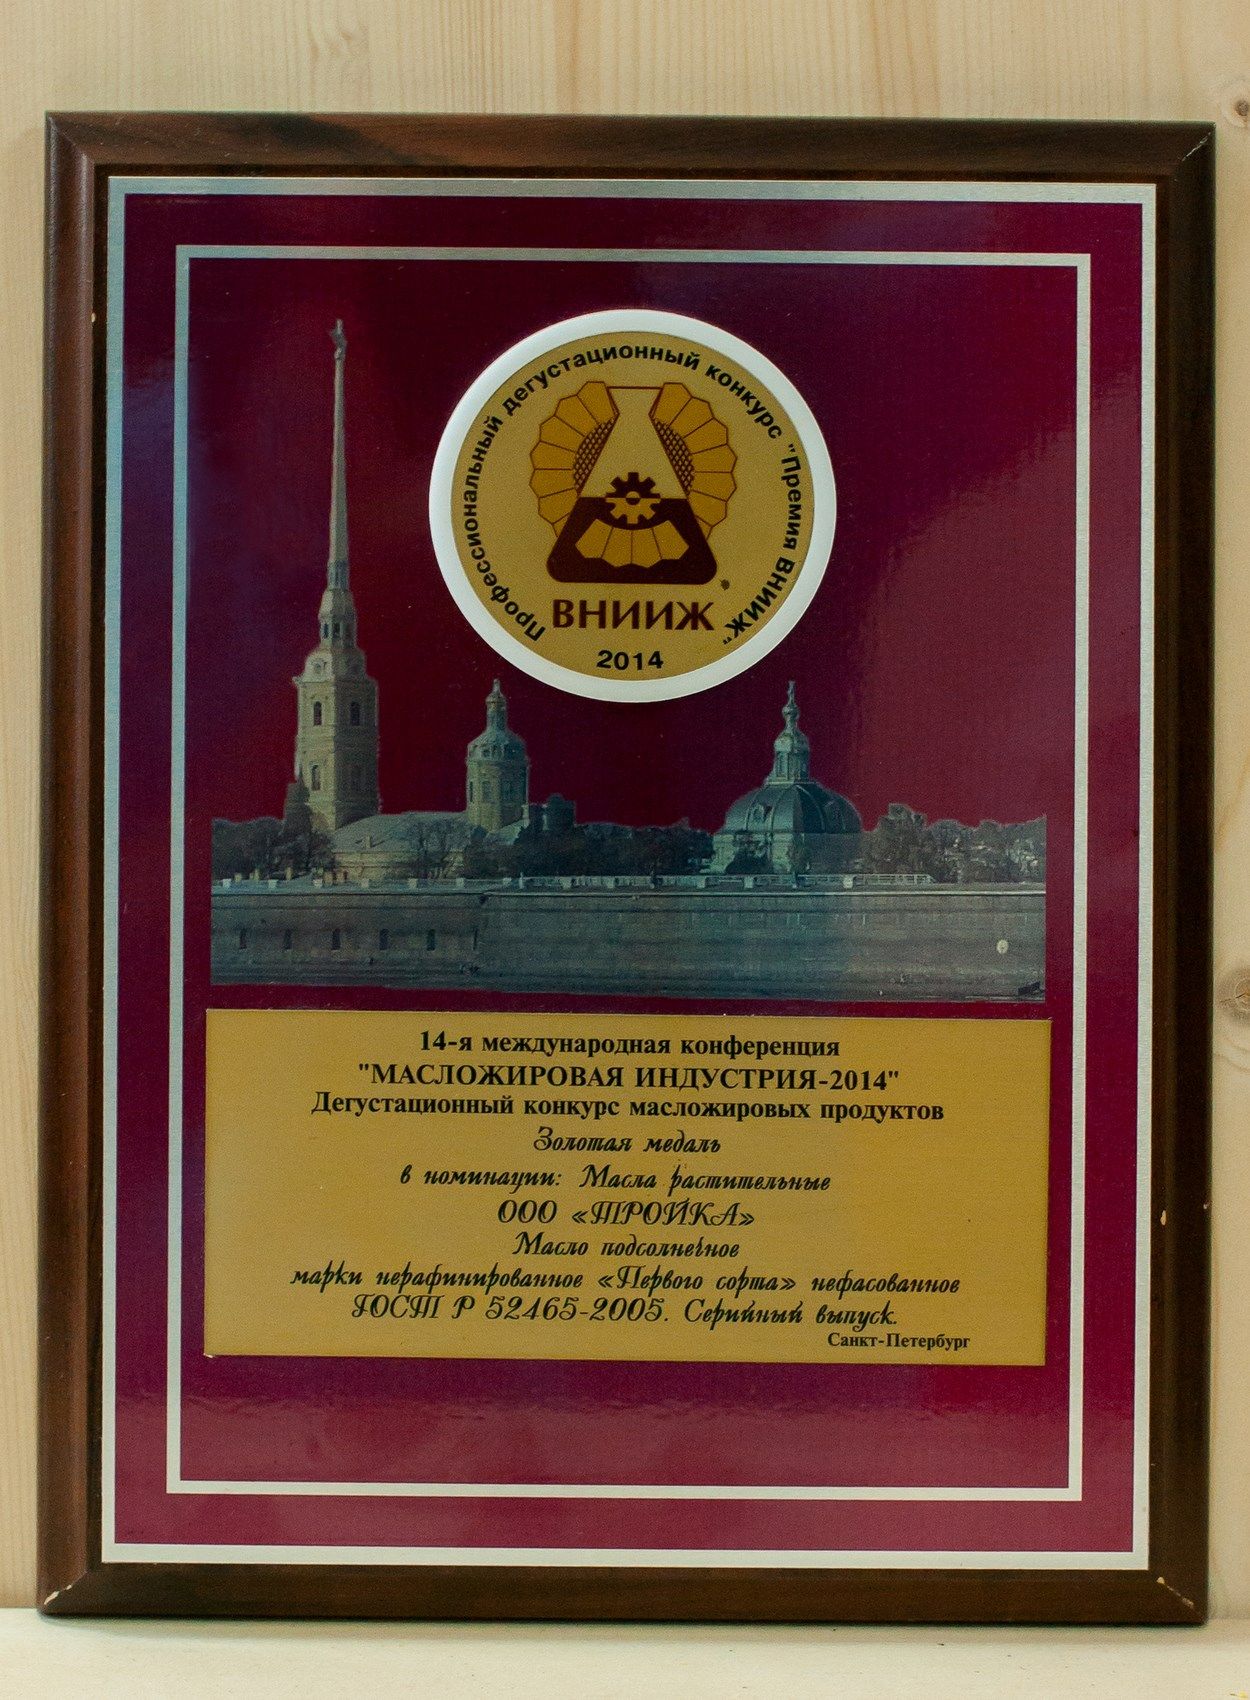 Профессиональный дегустационный конкурс "Премия ВНИИЖ"
ВНИИЖ
2014
14-я международная конференция
"МАСЛОЖИРОВАЯ ИНДУСТРИЯ-2014"
Дегустационный конкурс масложировых продуктов
Золотая медаль
в номинации: Масла растительные
ООО «ТРОЙКА»
Масло подсолнечное
марки нерафинированное «Первого сорта» нефасованное
ГОСТ Р 52465-2005. Серийный выпуск.
Санкт-Петербург